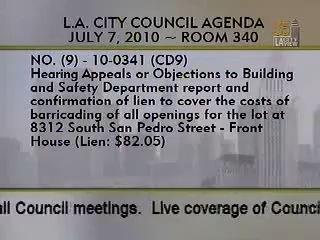 L.A. CITY COUNCIL AGENDA
JULY 7, 2010 ~ ROOM 340
NO. (9) - 10-0341 (CD9)
Hearing Appeals or Objections to Building
and Safety Department report and
confirmation of lien to cover the costs of
barricading of all openings for the lot at
8312 South San Pedro Street - Front
House (Lien: $82.05)
Council meetings. Live coverage of